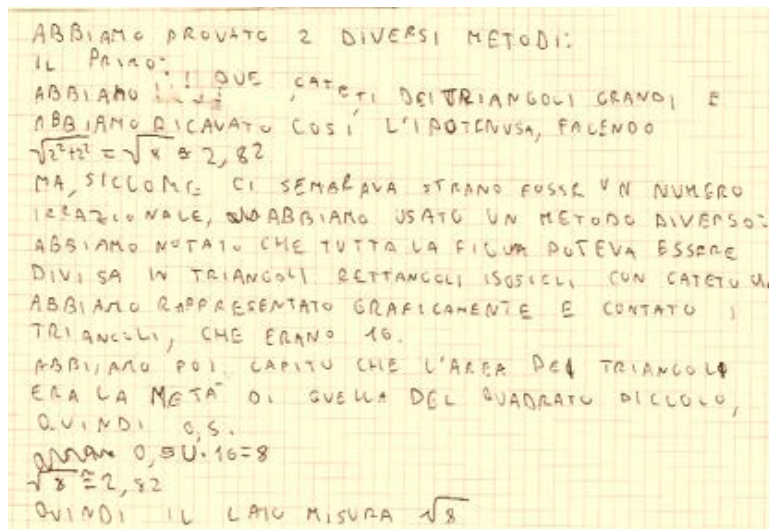 ABBIAMO PROVATO 2 DIVERSI METODI:
IL PRIMO:
ABBIAMO DUE CATETI DEI TRIANGOLI GRANDI E
ABBIAMO RICAVATO COSÌ L'IPOTENUSA, FACENDO
√2²+2² = √8 ≅ 2,82
MA, SICCOME CI SEMBRAVA STRANO FOSSE UN NUMERO
IRRAZIONALE, ABBIAMO USATO UN METODO DIVERSO:
ABBIAMO NOTATO CHE TUTTA LA FIGURA POTEVA ESSERE
DIVISA IN TRIANGOLI RETTANGOLI ISOSCELI CON CATETO
ABBIAMO RAPPRESENTATO GRAFICAMENTE E CONTATO I
TRIANGOLI, CHE ERANO 16.
ABBIAMO POI CAPITO CHE L'AREA DEL TRIANGOLO
ERA LA METÀ DI QUELLA DEL QUADRATO PICCOLO,
QUINDI 0,5.
0,5U·16=8
√8 ≅ 2,82
QUINDI IL LATO MISURA √8